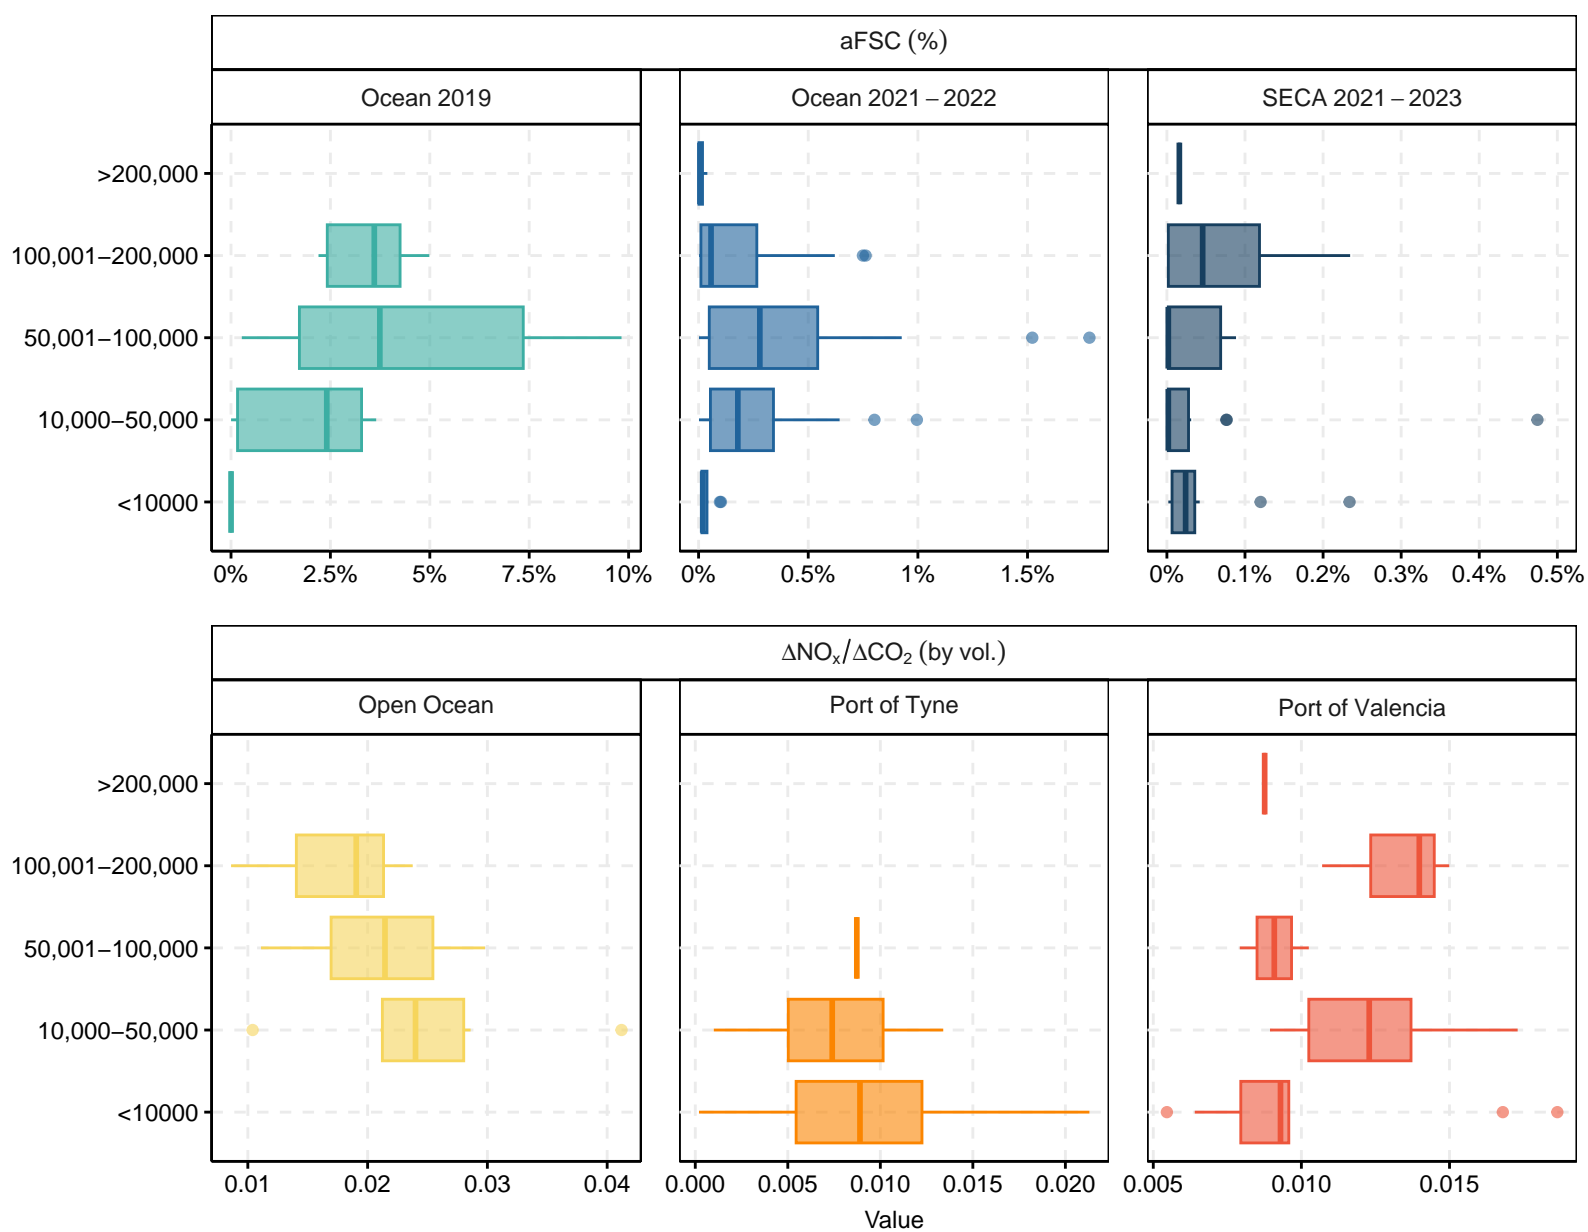 aFSC (%)
Ocean 2019
Ocean 2021 – 2022
SECA 2021 – 2023
>200,000
100,001–200,000
50,001–100,000
10,000–50,000
<10000
0% 2.5% 5% 7.5% 10%
0% 0.5% 1% 1.5%
0% 0.1% 0.2% 0.3% 0.4% 0.5%
ΔNOₓ/ΔCO₂ (by vol.)
Open Ocean
Port of Tyne
Port of Valencia
>200,000
100,001–200,000
50,001–100,000
10,000–50,000
<10000
0.01 0.02 0.03 0.04
0.000 0.005 0.010 0.015 0.020
0.005 0.010 0.015
Value